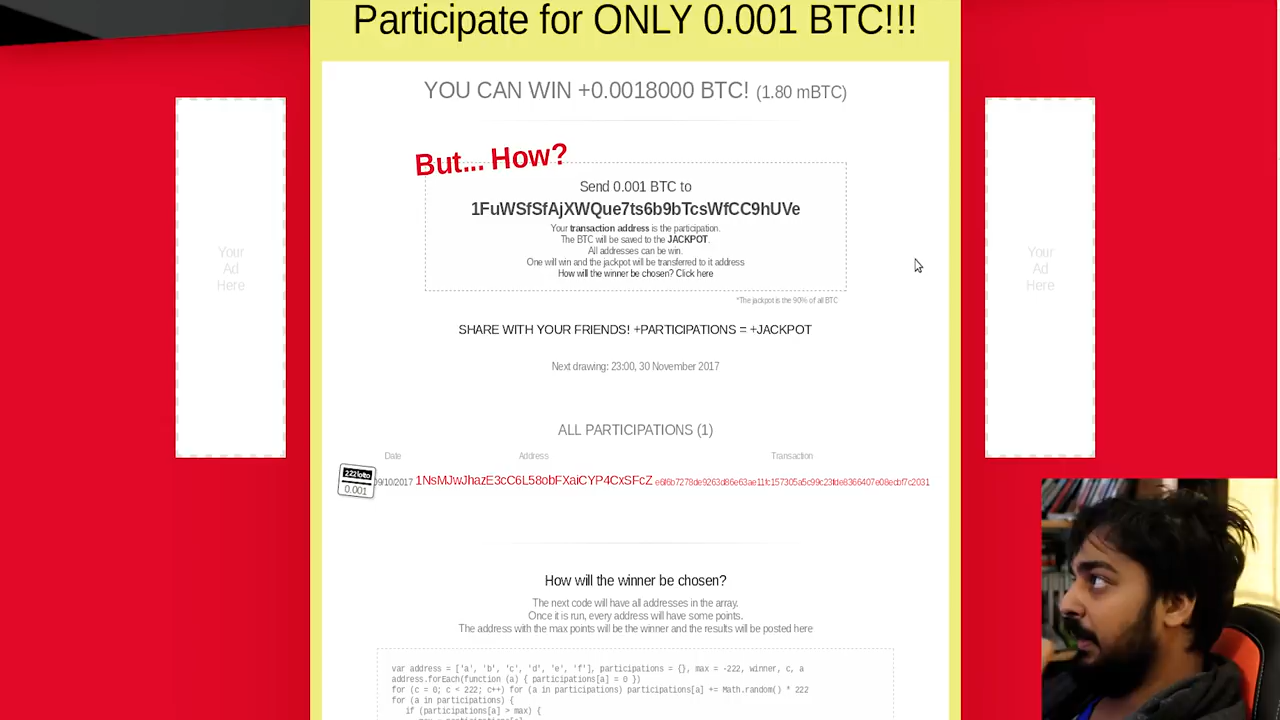 Participate for ONLY 0.001 BTC!!!
YOU CAN WIN +0.0018000 BTC! (1.80 mBTC)
But... How?
Send 0.001 BTC to
1FuWSfSfAjXWQue7ts6b9bTcsWfCC9hUVe
Your transaction address is the participation.
The BTC will be saved to the JACKPOT.
All addresses can be win.
One will win and the jackpot will be transferred to it address
How will the winner be chosen? Click here
*The jackpot is the 90% of all BTC
Your
Ad
Here
Your
Ad
Here
SHARE WITH YOUR FRIENDS! +PARTICIPATIONS = +JACKPOT
Next drawing: 23:00, 30 November 2017
ALL PARTICIPATIONS (1)
Date Address Transaction
222lotto
0.001
09/10/2017 1NsMJwJhazE3cC6L58obFXaiCYP4CxSFcZ
How will the winner be chosen?
The next code will have all addresses in the array.
Once it is run, every address will have some points.
The address with the max points will be the winner and the results will be posted here
var address = ['a', 'b', 'c', 'd', 'e', 'f'], participations = {}, max = -222, winner, c, a
address.forEach(function (a) { participations[a] = 0 })
for (c = 0; c < 222; c++) for (a in participations) participations[a] += Math.random() * 222
for (a in participations) {
if (participations[a] > max) {